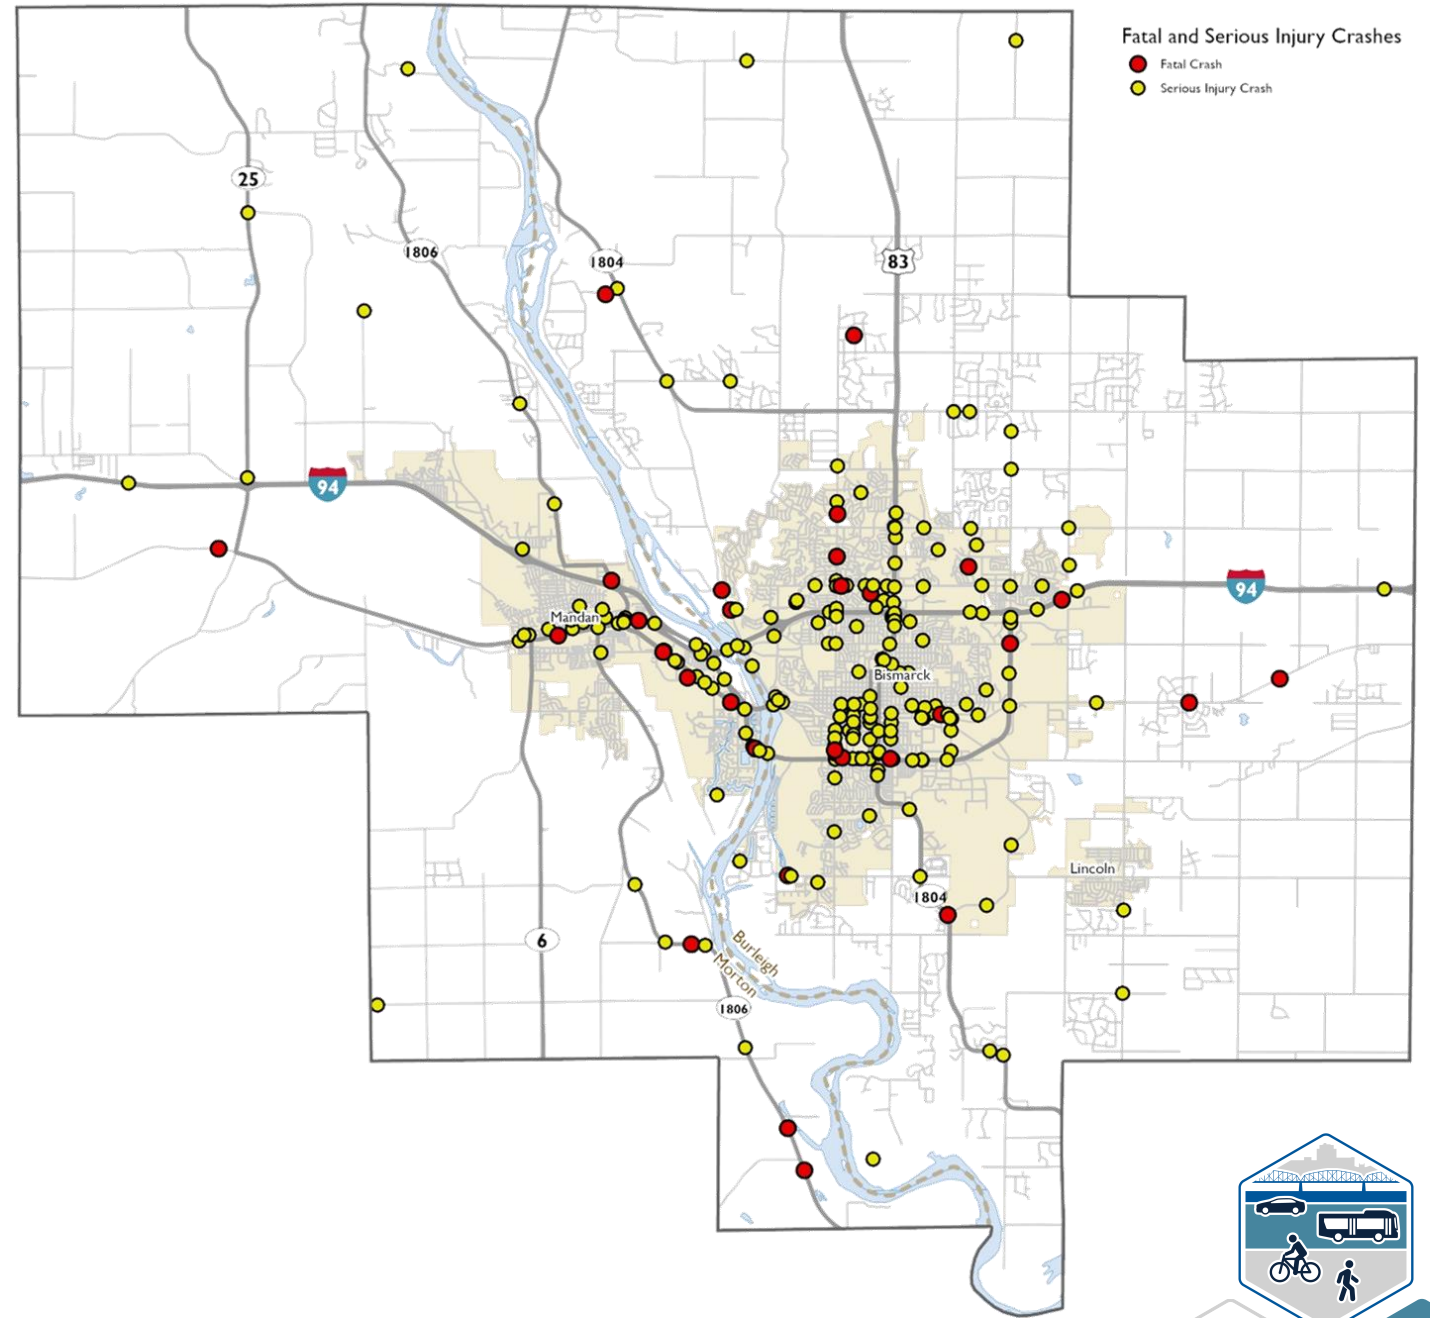 Fatal and Serious Injury Crashes
Fatal Crash
Serious Injury Crash
25
1806
1804
83
94
94
Mandan
Bismarck
Lincoln
1804
6
Burleigh
Morton
1806